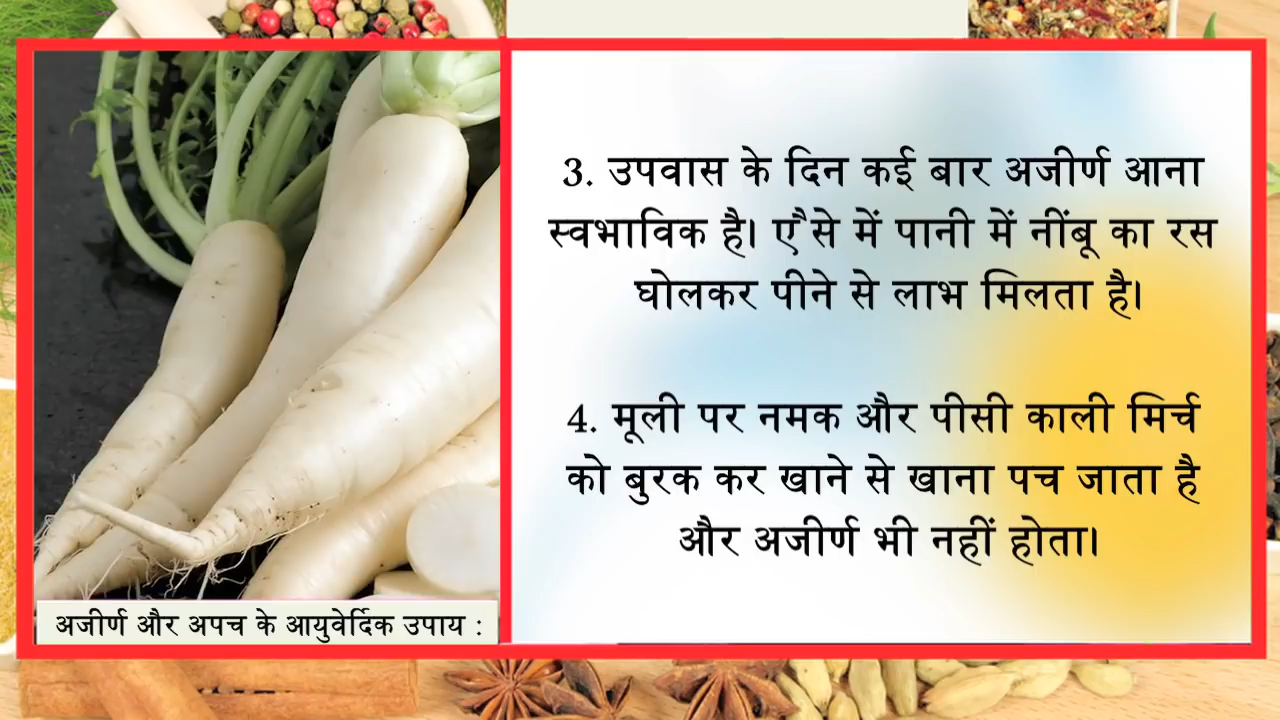 3. उपवास के दिन कई बार अजीर्ण आना
स्वभाविक है। एैसे में पानी में नींबू का रस
घोलकर पीने से लाभ मिलता है।
4. मूली पर नमक और पीसी काली मिर्च
को बुरक कर खाने से खाना पच जाता है
और अजीर्ण भी नहीं होता।
अजीर्ण और अपच के आयुवेर्दिक उपाय :